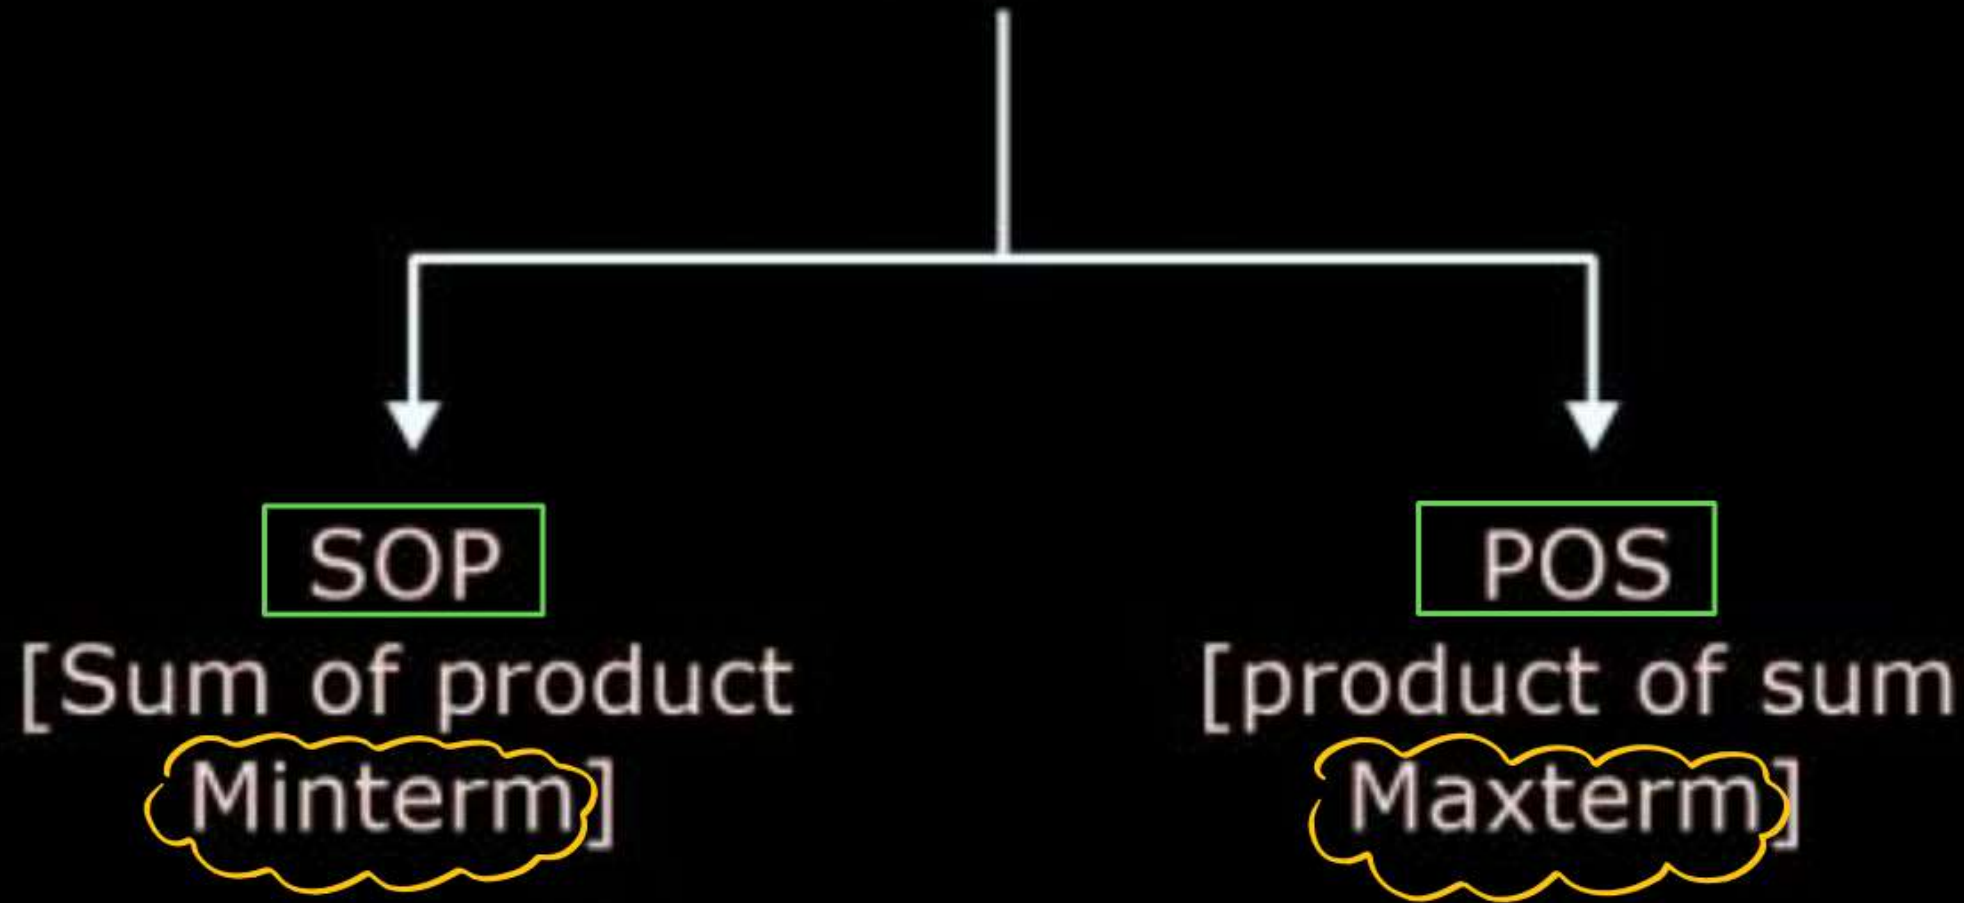 SOP
POS
[Sum of product
Minterm]
[product of sum
Maxterm]